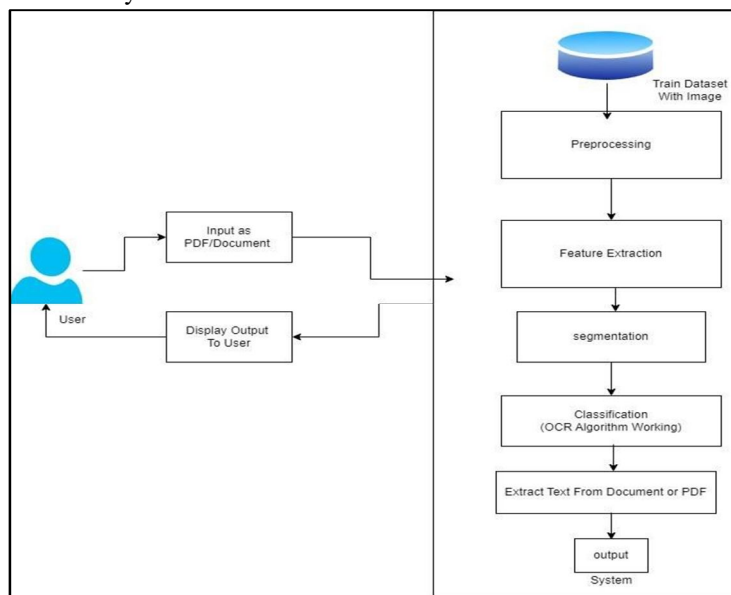 Train Dataset
With Image
Preprocessing
Input as
PDF/Document
Feature Extraction
User
Display Output
To User
segmentation
Classification
(OCR Algorithm Working)
Extract Text From Document or PDF
output
System